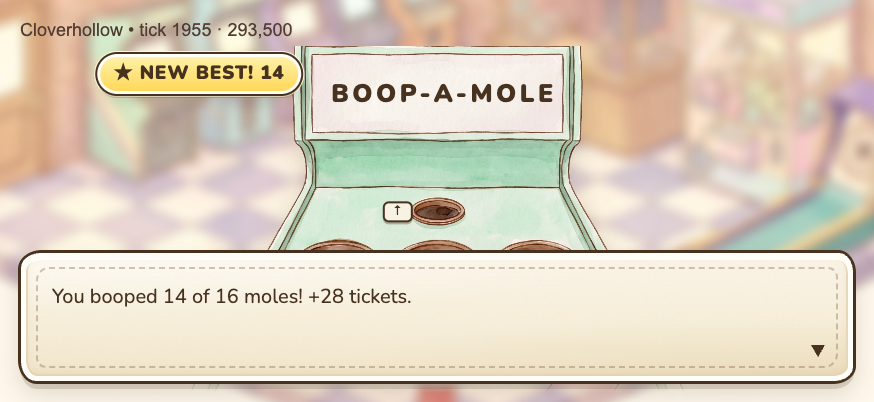 Cloverhollow • tick 1955 · 293,500
★ NEW BEST! 14
BOOP-A-MOLE
↑
You booped 14 of 16 moles! +28 tickets.
▼